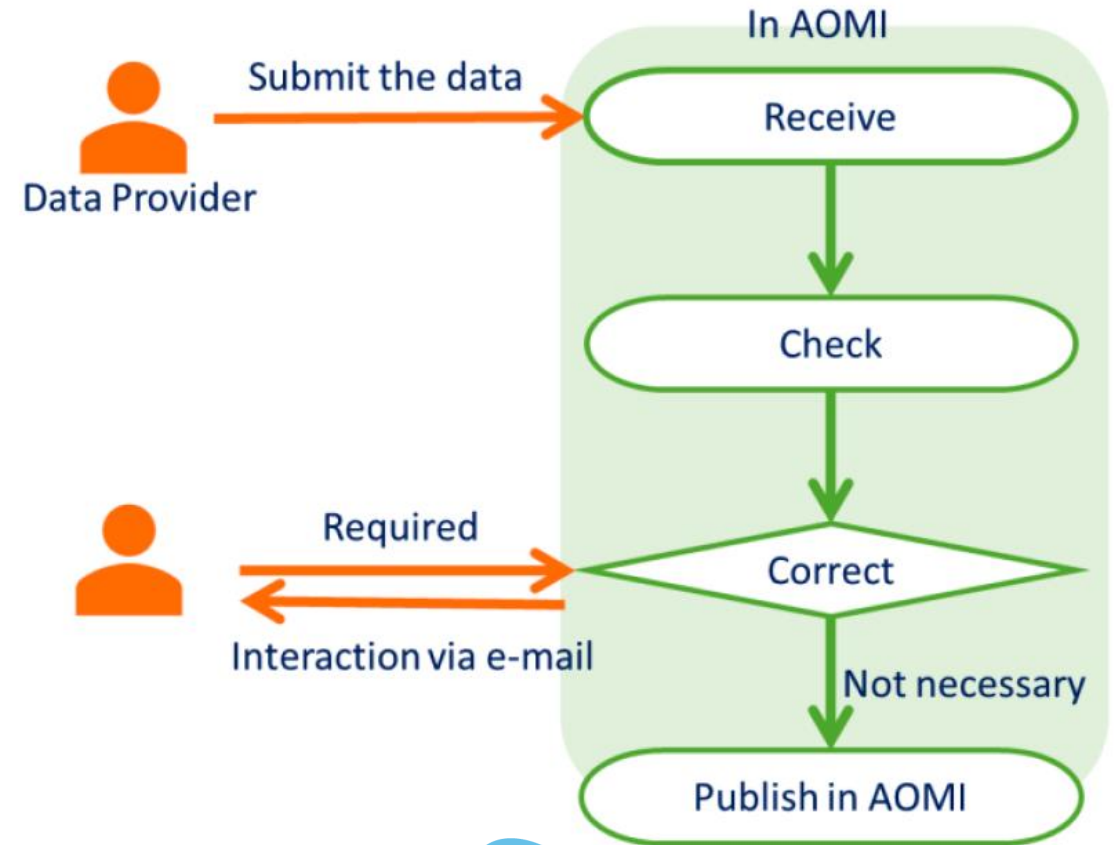 In AOMI
Submit the data
Receive
Data Provider
Check
Required
Correct
Interaction via e-mail
Not necessary
Publish in AOMI